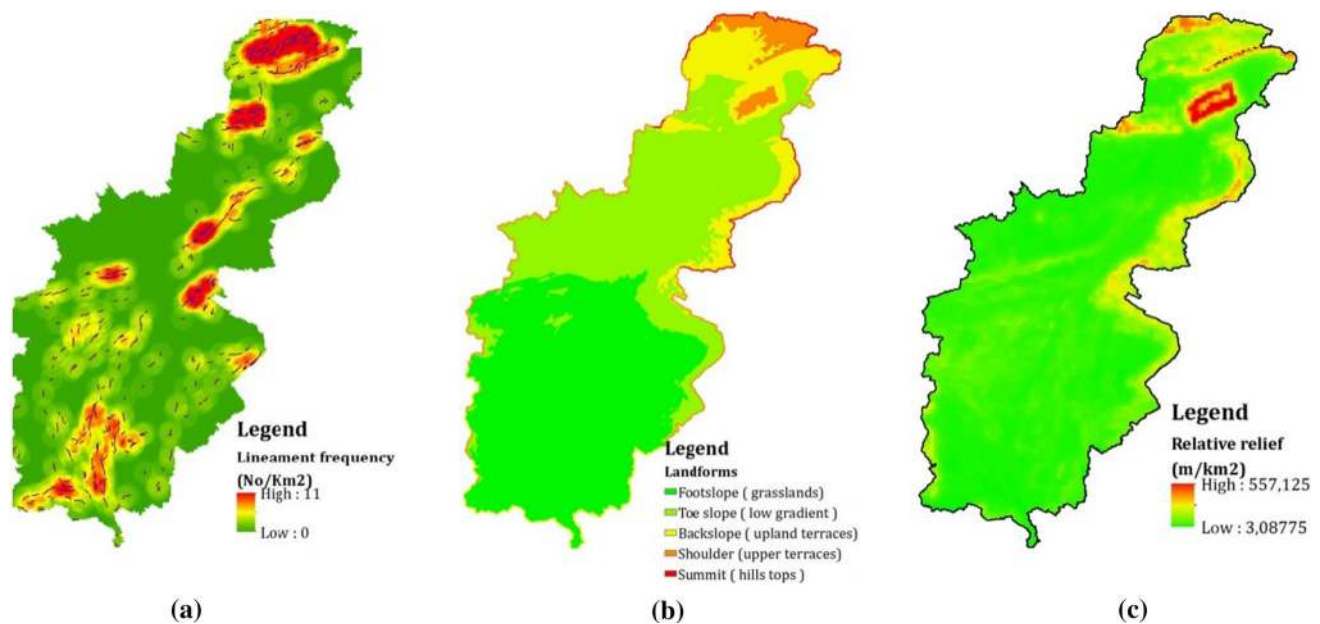 Legend
Lineament frequency
(No/Km2)
High : 11
Low : 0
(a)
Legend
Landforms
Footslope ( grasslands)
Toe slope ( low gradient )
Backslope ( upland terraces)
Shoulder (upper terraces)
Summit ( hills tops )
(b)
Legend
Relative relief
(m/km2)
High : 557,125
Low : 3,08775
(c)